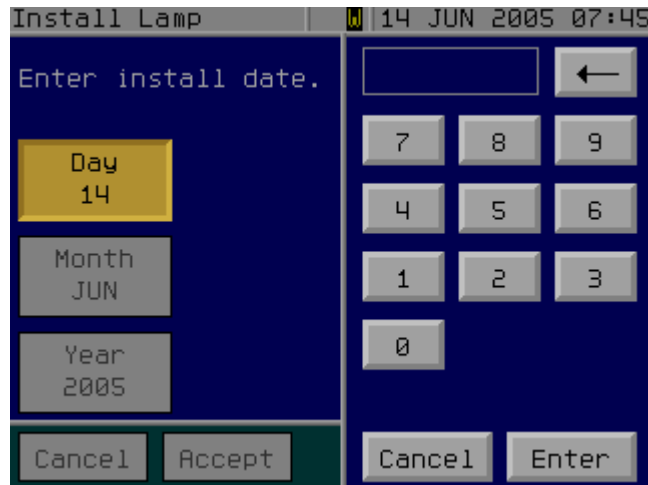 Install Lamp
W 14 JUN 2005 07:45
Enter install date.
Day
14
Month
JUN
Year
2005
Cancel Accept
7 8 9
4 5 6
1 2 3
0
Cancel Enter